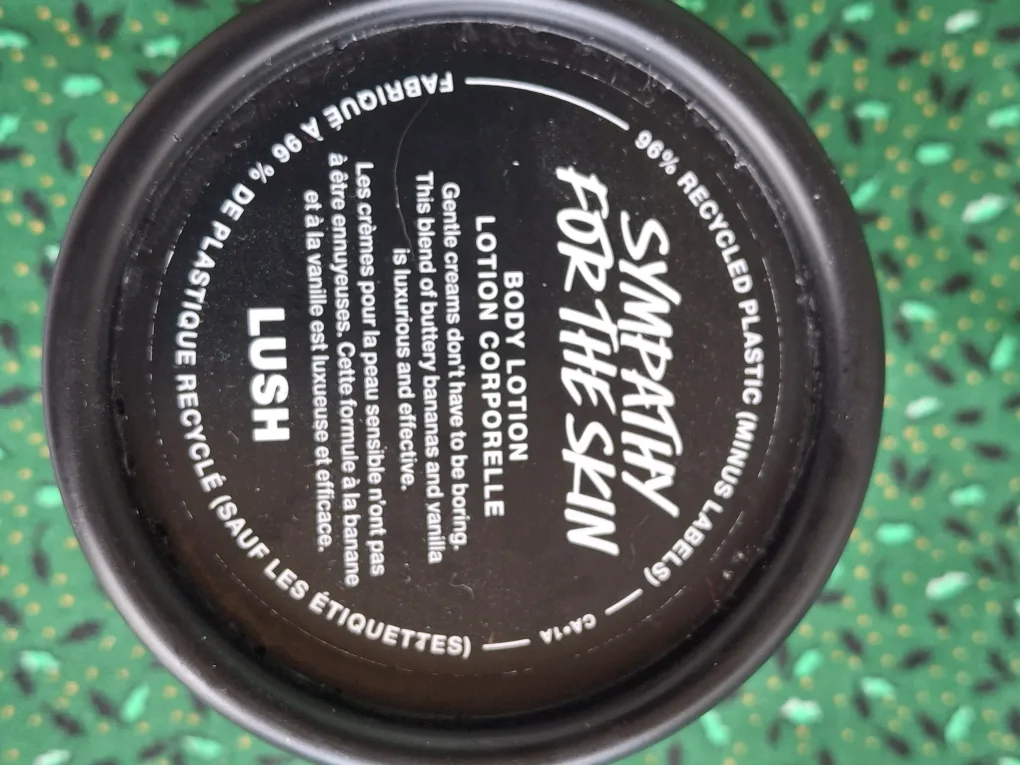 96% RECYCLED PLASTIC (MINUS LABELS)
SYMPATHY
FOR THE SKIN
BODY LOTION
LOTION CORPORELLE
Gentle creams don't have to be boring.
This blend of buttery bananas and vanilla
is luxurious and effective.
Les crèmes pour la peau sensible n'ont pas
à être ennuyeuses. Cette formule à la banane
et à la vanille est luxueuse et efficace.
LUSH
FABRIQUÉ À 96 % DE PLASTIQUE RECYCLÉ (SAUF LES ÉTIQUETTES)
CA•1A